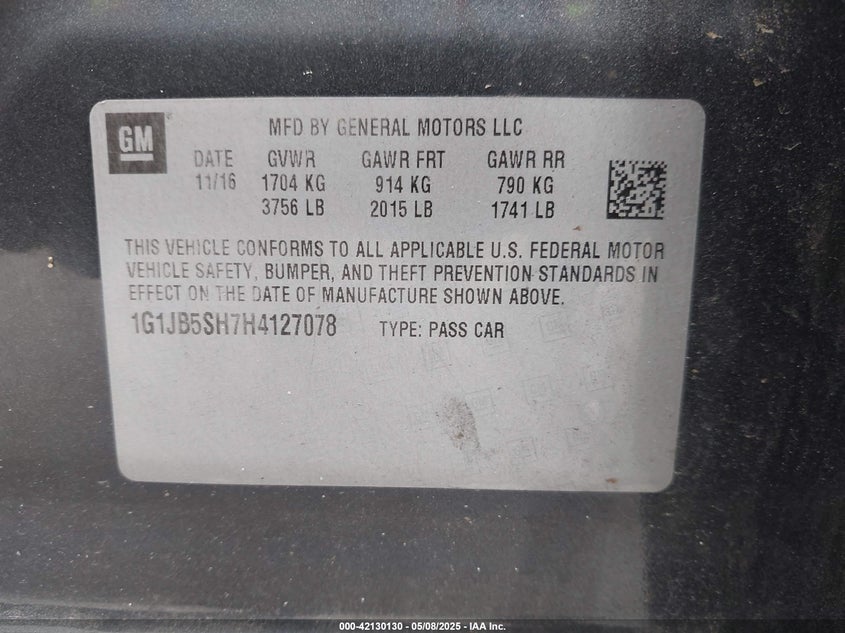 GM
MFD BY GENERAL MOTORS LLC
DATE GVWR GAWR FRT GAWR RR
11/16 1704 KG 914 KG 790 KG
3756 LB 2015 LB 1741 LB
THIS VEHICLE CONFORMS TO ALL APPLICABLE U.S. FEDERAL MOTOR
VEHICLE SAFETY, BUMPER, AND THEFT PREVENTION STANDARDS IN
EFFECT ON THE DATE OF MANUFACTURE SHOWN ABOVE.
1G1JB5SH7H4127078 TYPE: PASS CAR
000-42130130 - 05/08/2025 - IAA Inc.